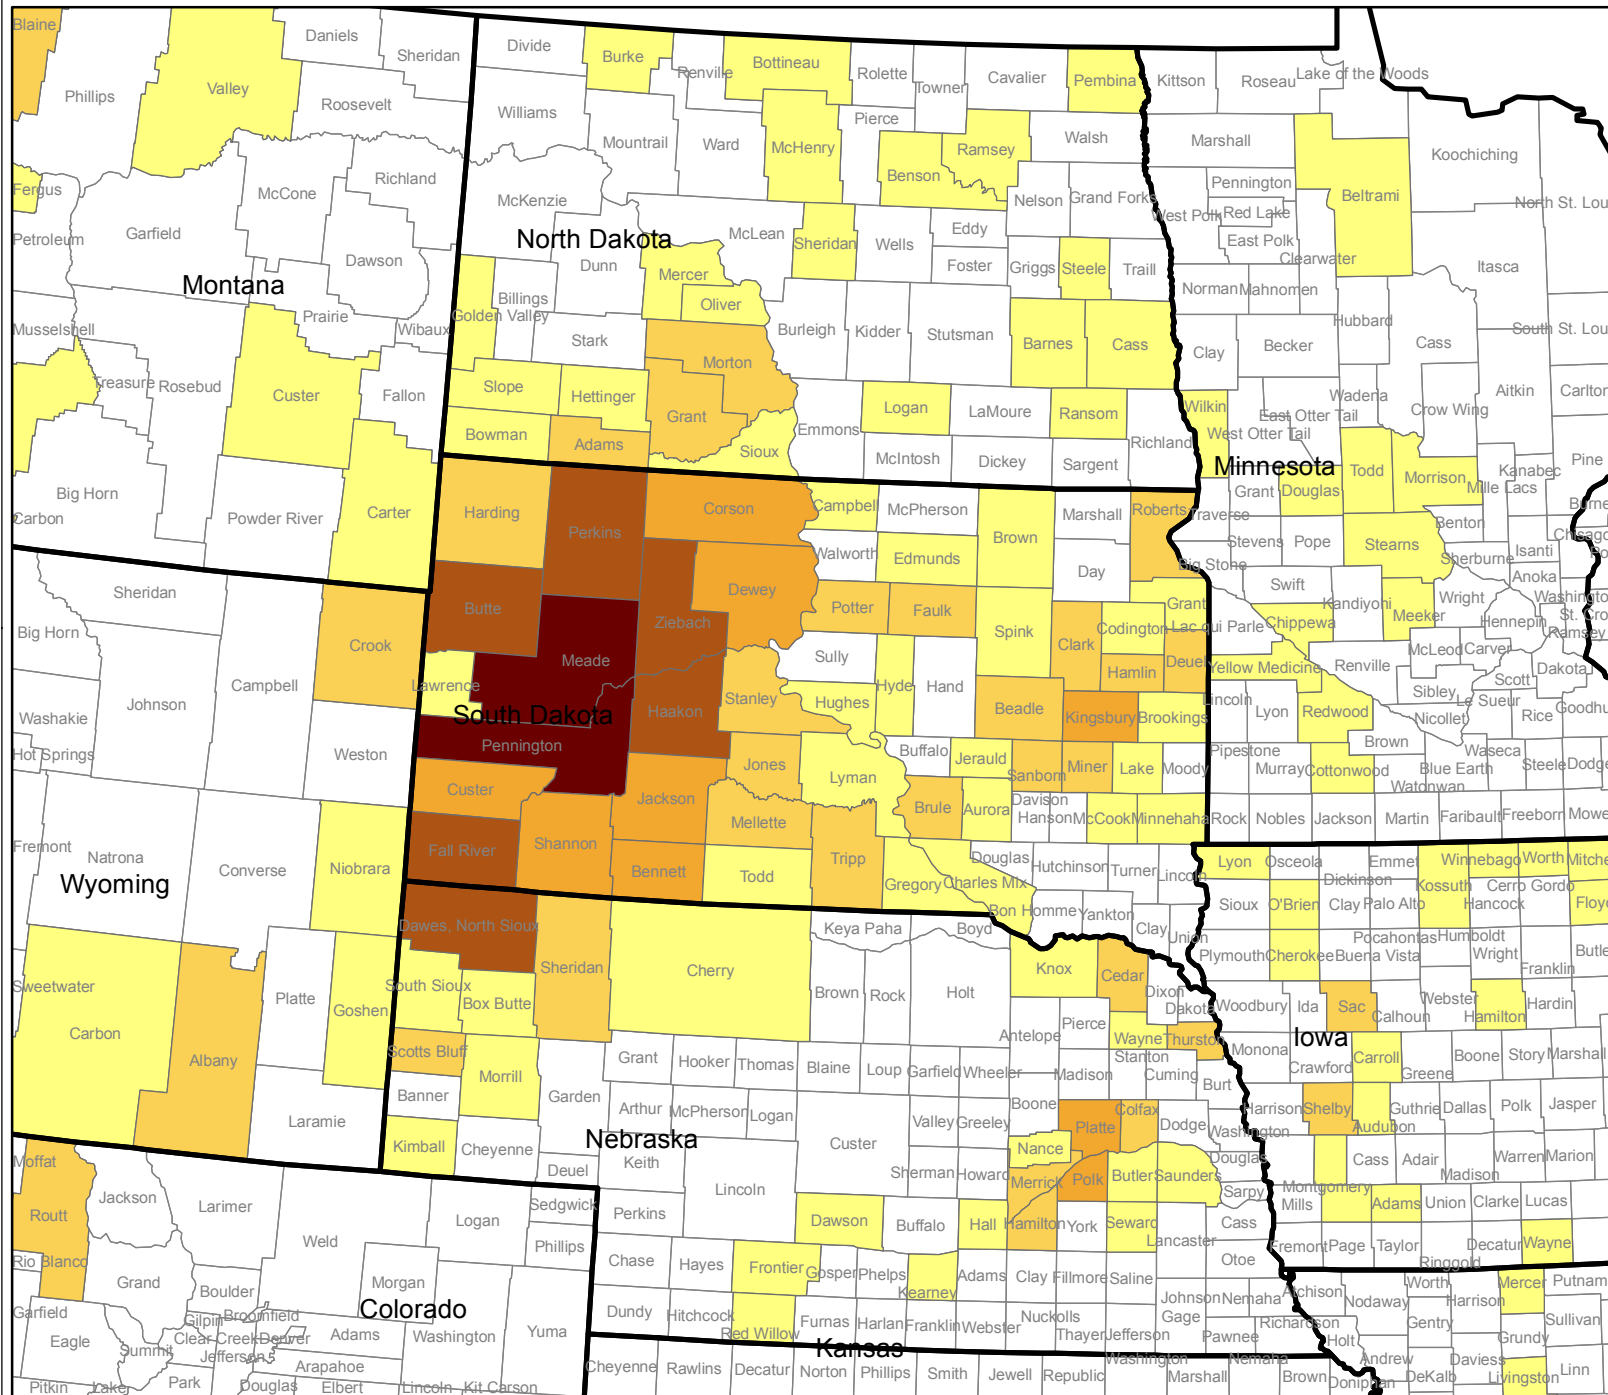 Montana
Blaine
Phillips
Valley
Daniels
Sheridan
Roosevelt
Fergus
Petroleum
Garfield
McCone
Richland
Dawson
Prairie
Wibaux
Musselshell
Treasure
Rosebud
Custer
Fallon
Big Horn
Carbon
Powder River
Carter
North Dakota
Divide
Burke
Renville
Bottineau
Rolette
Towner
Cavalier
Pembina
Williams
Mountrail
Ward
McHenry
Pierce
Benson
Ramsey
Walsh
McKenzie
Nelson
Grand Forks
McLean
Sheridan
Wells
Eddy
Foster
Griggs
Steele
Traill
Dunn
Mercer
Oliver
Billings
Golden Valley
Stark
Morton
Burleigh
Kidder
Stutsman
Barnes
Cass
Slope
Hettinger
Grant
Bowman
Adams
Sioux
Emmons
Logan
LaMoure
Ransom
McIntosh
Dickey
Sargent
Richland
Minnesota
Kittson
Roseau
Lake of the Woods
Marshall
Koochiching
Pennington
Beltrami
West Polk
Red Lake
East Polk
Clearwater
North St. Lou
Itasca
Norman
Mahnomen
Hubbard
South St. Lou
Clay
Becker
Cass
Wadena
Aitkin
Carlton
Crow Wing
Wilkin
East Otter Tail
West Otter Tail
Todd
Morrison
Mille Lacs
Kanabec
Pine
Grant
Douglas
Traverse
Stevens
Pope
Stearns
Benton
Sherburne
Isanti
Chisago
Burne
Big Stone
Swift
Kandiyohi
Meeker
Wright
Anoka
Hennepin
Washingto
St. Cro
Ramsey
Lac qui Parle
Chippewa
McLeod
Carver
Scott
Dakota
Yellow Medicine
Renville
Sibley
Le Sueur
Rice
Goodhu
Lincoln
Lyon
Redwood
Nicollet
Brown
Pipestone
Murray
Cottonwood
Watonwan
Blue Earth
Waseca
Steele
Dodge
Rock
Nobles
Jackson
Martin
Faribault
Freeborn
Mowe
South Dakota
Harding
Perkins
Corson
Campbell
McPherson
Brown
Marshall
Roberts
Walworth
Edmunds
Day
Butte
Ziebach
Dewey
Potter
Faulk
Spink
Clark
Codington
Grant
Meade
Sully
Hamlin
Deuel
Lawrence
Haakon
Stanley
Hughes
Hyde
Hand
Beadle
Kingsbury
Brookings
Pennington
Jones
Lyman
Buffalo
Jerauld
Sanborn
Miner
Lake
Moody
Custer
Jackson
Mellette
Brule
Aurora
Davison
Hanson
McCook
Minnehaha
Fall River
Shannon
Bennett
Todd
Tripp
Gregory
Charles Mix
Douglas
Hutchinson
Turner
Lincoln
Bon Homme
Yankton
Clay
Union
Wyoming
Sheridan
Big Horn
Johnson
Campbell
Crook
Washakie
Hot Springs
Weston
Fremont
Natrona
Converse
Niobrara
Sweetwater
Carbon
Albany
Platte
Goshen
Laramie
Nebraska
Dawes, North Sioux
South Sioux
Box Butte
Sheridan
Cherry
Keya Paha
Boyd
Brown
Rock
Holt
Knox
Cedar
Dixon
Dakota
Antelope
Pierce
Wayne
Thurston
Scotts Bluff
Morrill
Grant
Hooker
Thomas
Blaine
Loup
Garfield
Wheeler
Madison
Stanton
Cuming
Burt
Banner
Garden
Arthur
McPherson
Logan
Custer
Valley
Greeley
Boone
Platte
Colfax
Dodge
Washington
Kimball
Cheyenne
Deuel
Keith
Lincoln
Sherman
Howard
Nance
Merrick
Polk
Butler
Saunders
Douglas
Sarpy
Perkins
Dawson
Buffalo
Hall
Hamilton
York
Seward
Lancaster
Cass
Otoe
Chase
Hayes
Frontier
Gosper
Phelps
Kearney
Adams
Clay
Fillmore
Saline
Johnson
Nemaha
Gage
Dundy
Hitchcock
Red Willow
Furnas
Harlan
Franklin
Webster
Nuckolls
Thayer
Jefferson
Pawnee
Richardson
Iowa
Lyon
Osceola
Dickinson
Emmet
Winnebago
Worth
Mitche
Sioux
O'Brien
Clay
Palo Alto
Kossuth
Hancock
Cerro Gordo
Floy
Plymouth
Cherokee
Buena Vista
Pocahontas
Humboldt
Wright
Franklin
Butle
Woodbury
Ida
Sac
Calhoun
Webster
Hamilton
Hardin
Monona
Crawford
Carroll
Greene
Boone
Story
Marshall
Harrison
Shelby
Audubon
Guthrie
Dallas
Polk
Jasper
Cass
Adair
Madison
Warren
Marion
Mills
Montgomery
Adams
Union
Clarke
Lucas
Fremont
Page
Taylor
Ringgold
Decatur
Wayne
Colorado
Moffat
Routt
Jackson
Larimer
Weld
Logan
Sedgwick
Phillips
Rio Blanco
Grand
Boulder
Morgan
Garfield
Eagle
Gilpin
Broomfield
Clear Creek
Denver
Adams
Washington
Yuma
Summit
Jefferson
Arapahoe
Pitkin
Lake
Park
Douglas
Elbert
Lincoln
Kit Carson
Kansas
Cheyenne
Rawlins
Decatur
Norton
Phillips
Smith
Jewell
Republic
Washington
Marshall
Nemaha
Brown
Doniphan
Atchison
Nodaway
Worth
Harrison
Mercer
Putnam
Holt
Gentry
Grundy
Sullivan
Andrew
DeKalb
Daviess
Livingston
Linn